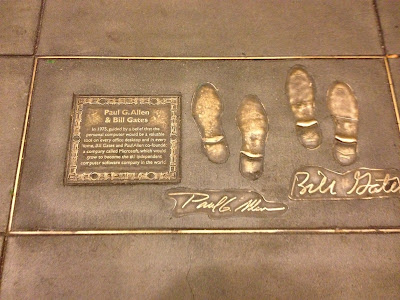 Paul G. Allen
& Bill Gates
In 1975, guided by a belief that the
personal computer would be a valuable
tool on every office desktop and in every
home, Bill Gates and Paul Allen co-founded
a company called Microsoft, which would
grow to become the #1 independent
computer software company in the world.
Paul G. Allen
Bill Gates